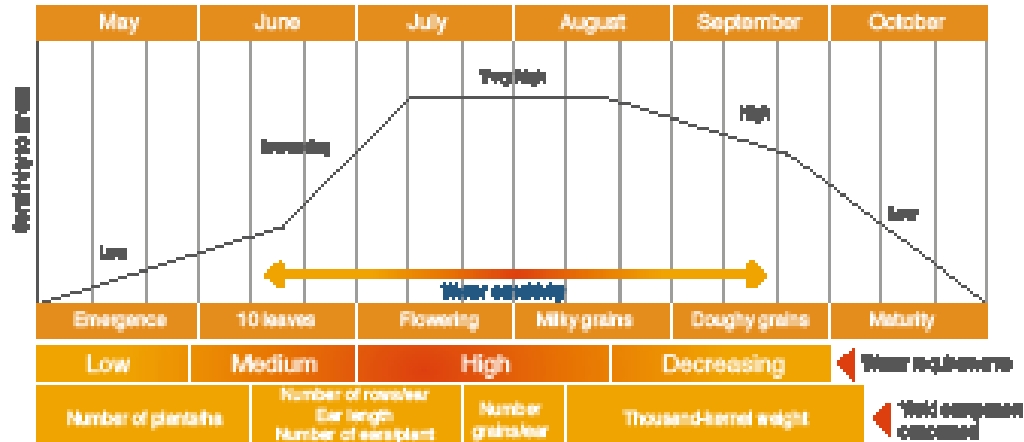 May June July August September October
Very high
High
Increasing
Low
Low
Water sensitivity
Emergence 10 leaves Flowering Milky grains Doughy grains Maturity
Low Medium High Decreasing
Water requirements
Number of plants/ha
Number of rows/ear
Ear length
Number of ears/plant
Number
grains/ear
Thousand-kernel weight
Yield component
concerned